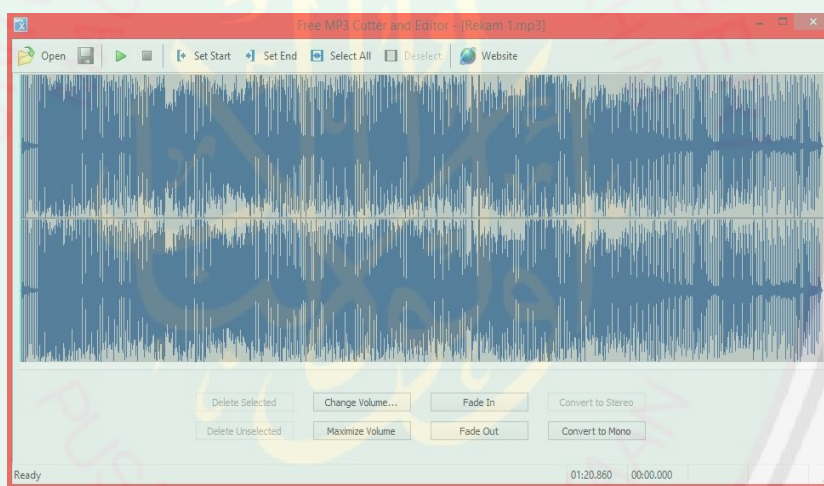 Free MP3 Cutter and Editor - [Rekam 1.mp3]
Open Set Start Set End Select All Deselect Website
Delete Selected Change Volume... Fade In Convert to Stereo
Delete Unselected Maximize Volume Fade Out Convert to Mono
Ready 01:20.860 00:00.000